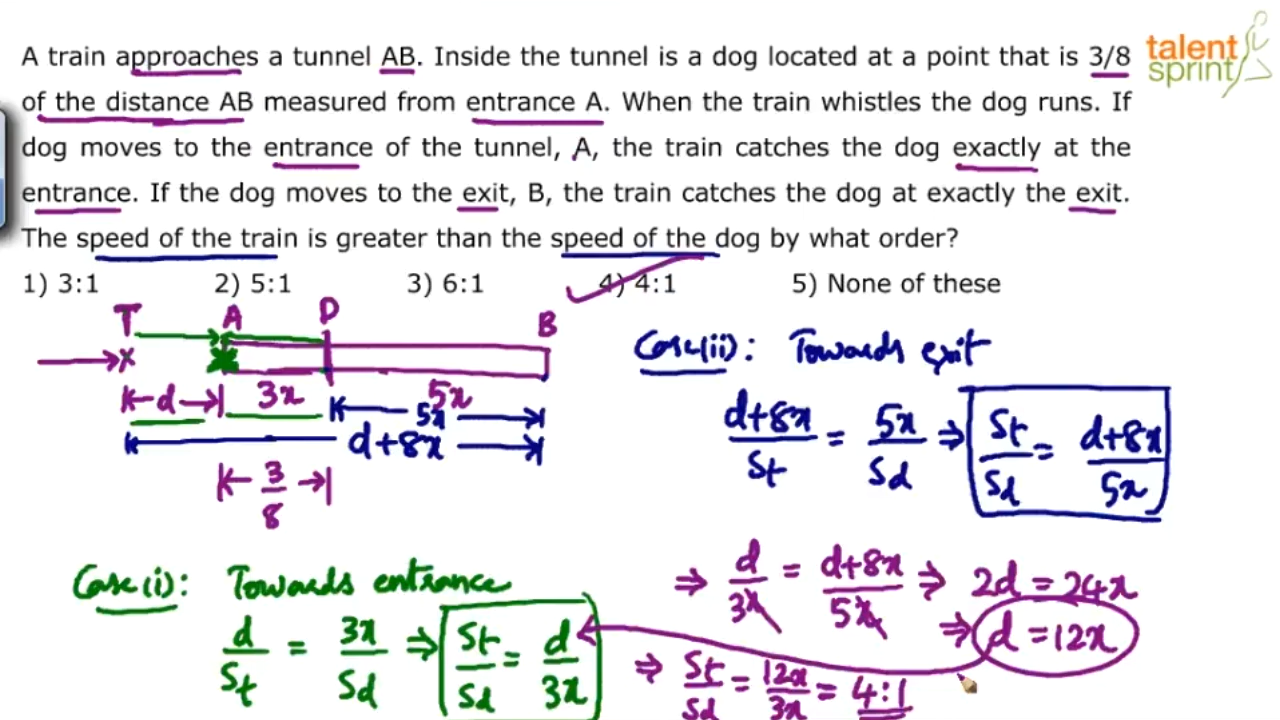 talent
sprint
A train approaches a tunnel AB. Inside the tunnel is a dog located at a point that is 3/8
of the distance AB measured from entrance A. When the train whistles the dog runs. If
dog moves to the entrance of the tunnel, A, the train catches the dog exactly at the
entrance. If the dog moves to the exit, B, the train catches the dog at exactly the exit.
The speed of the train is greater than the speed of the dog by what order?
1) 3:1 2) 5:1 3) 6:1 4) 4:1 5) None of these
T A D B
x
d 3x 5x
5x
d+8x
3/8
Case(ii): Towards exit
d+8x/St = 5x/Sd ⇒ St/Sd = d+8x/5x
Case(i): Towards entrance
d/St = 3x/Sd ⇒ St/Sd = d/3x
⇒ d/3x = d+8x/5x ⇒ 2d = 24x
⇒ d = 12x
⇒ St/Sd = 12x/3x = 4:1